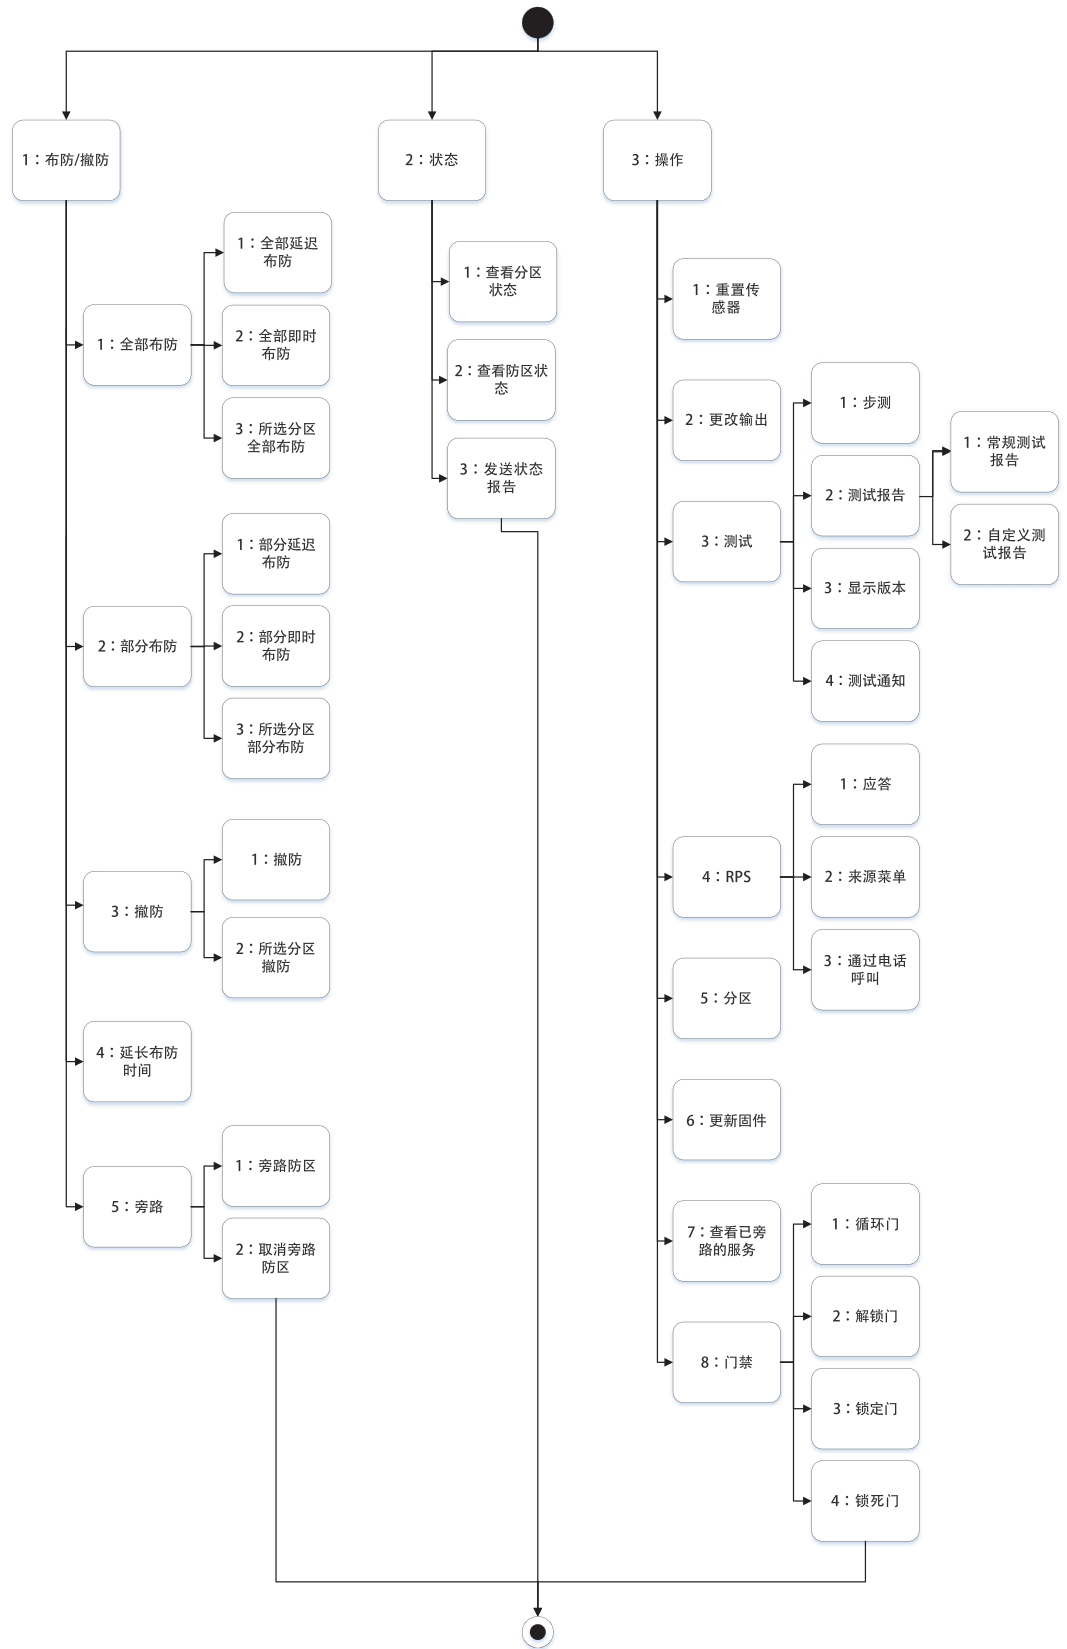 1：布防/撤防
1：全部布防
1：全部延迟
布防
2：全部即时
布防
3：所选分区
全部布防
2：部分布防
1：部分延迟
布防
2：部分即时
布防
3：所选分区
部分布防
3：撤防
1：撤防
2：所选分区
撤防
4：延长布防
时间
5：旁路
1：旁路防区
2：取消旁路
防区
2：状态
1：查看分区
状态
2：查看防区状
态
3：发送状态
报告
3：操作
1：重置传
感器
2：更改输出
3：测试
1：步测
2：测试报告
1：常规测试
报告
2：自定义测
试报告
3：显示版本
4：测试通知
4：RPS
1：应答
2：来源菜单
3：通过电话
呼叫
5：分区
6：更新固件
7：查看已旁
路的服务
8：门禁
1：循环门
2：解锁门
3：锁定门
4：锁死门